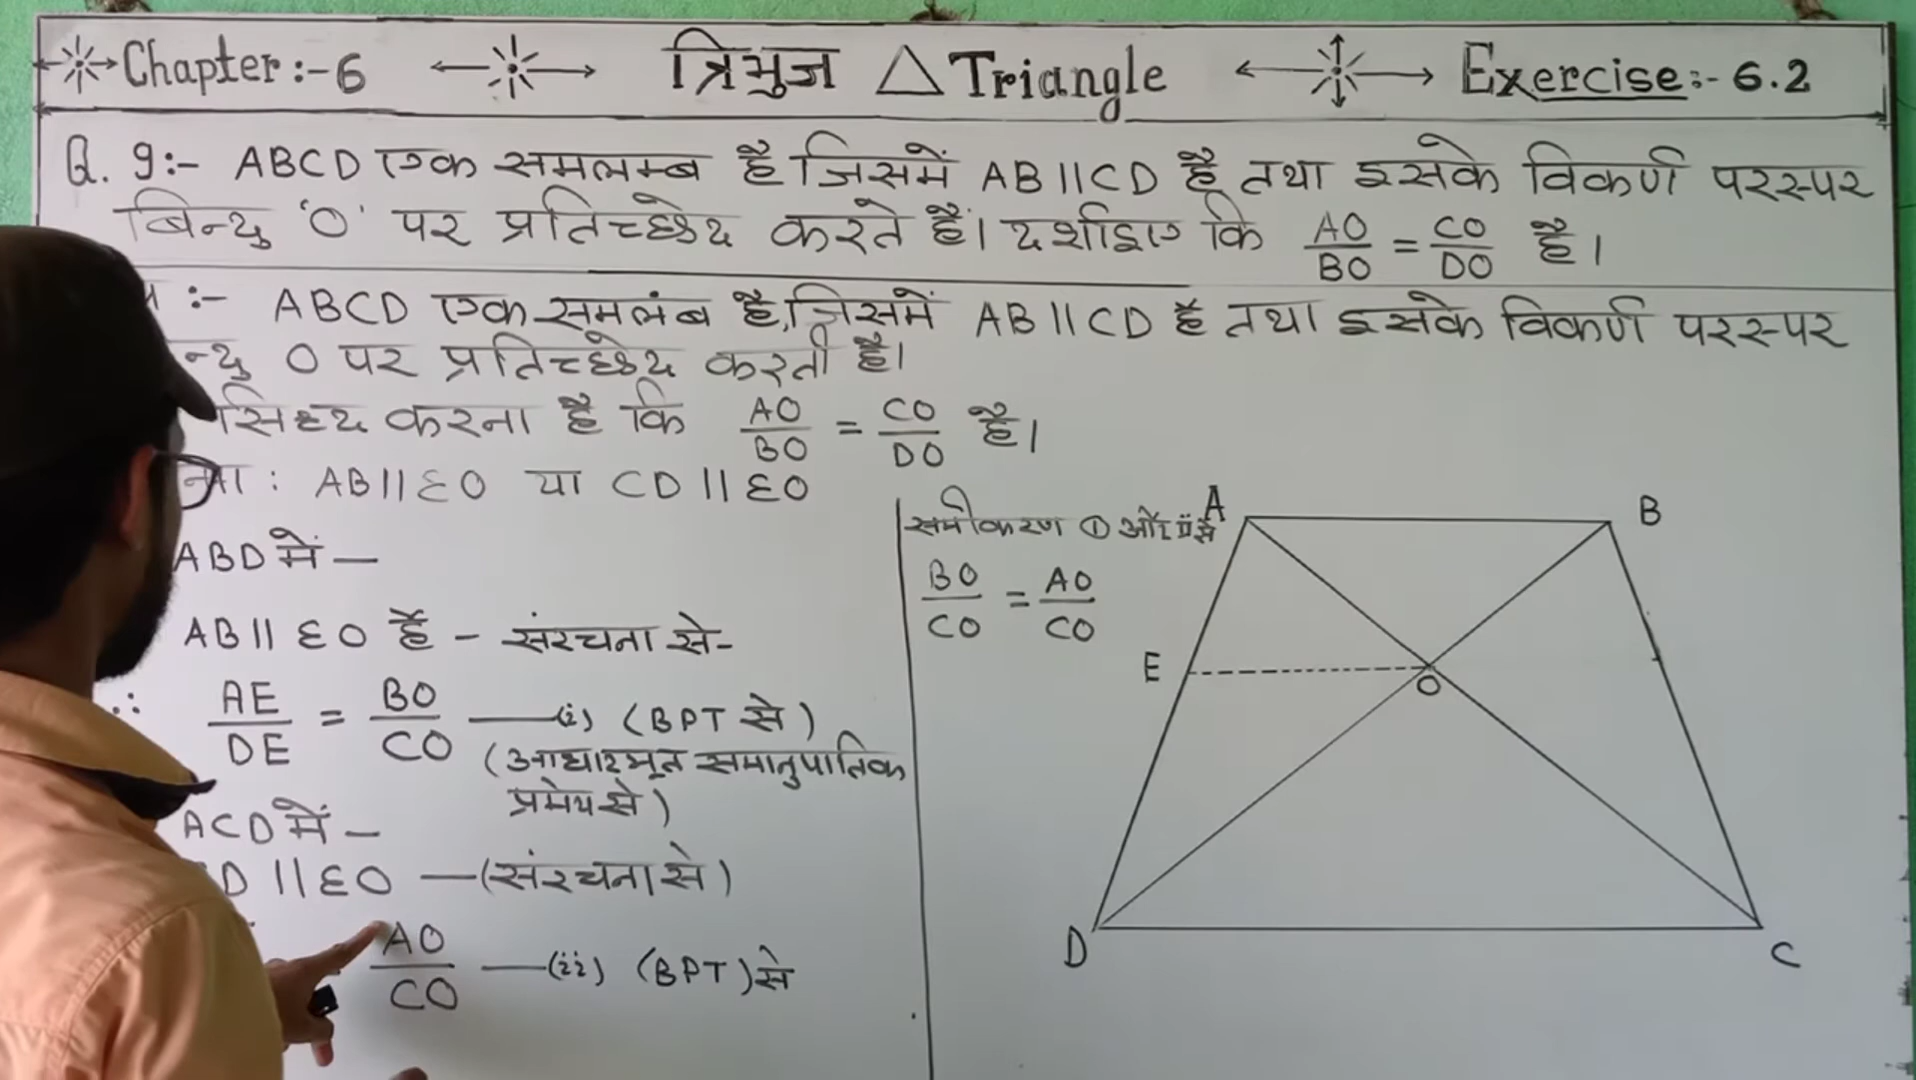 Chapter :- 6 त्रिभुज △ Triangle Exercise :- 6.2
Q. 9:- ABCD एक समलम्ब है जिसमें AB || CD है तथा इसके विकर्ण परस्पर
बिन्दु 'O' पर प्रतिच्छेद करते हैं। दर्शाइए कि AO/BO = CO/DO है।
:- ABCD एक समलंब है, जिसमें AB || CD है तथा इसके विकर्ण परस्पर
न्दु O पर प्रतिच्छेद करती है।
सिद्ध करना है कि AO/BO = CO/DO है।
ना : AB || EO या CD || EO
ABD में —
AB || EO है - संरचना से-
∴ AE/DE = BO/CO —(i) (BPT से)
(आधारभूत समानुपातिक
प्रमेय से)
ACD में —
D || EO — (संरचना से)
AO/CO —(ii) (BPT) से
समीकरण ① और ii से
BO/CO = AO/CO
A
B
E
O
D
C